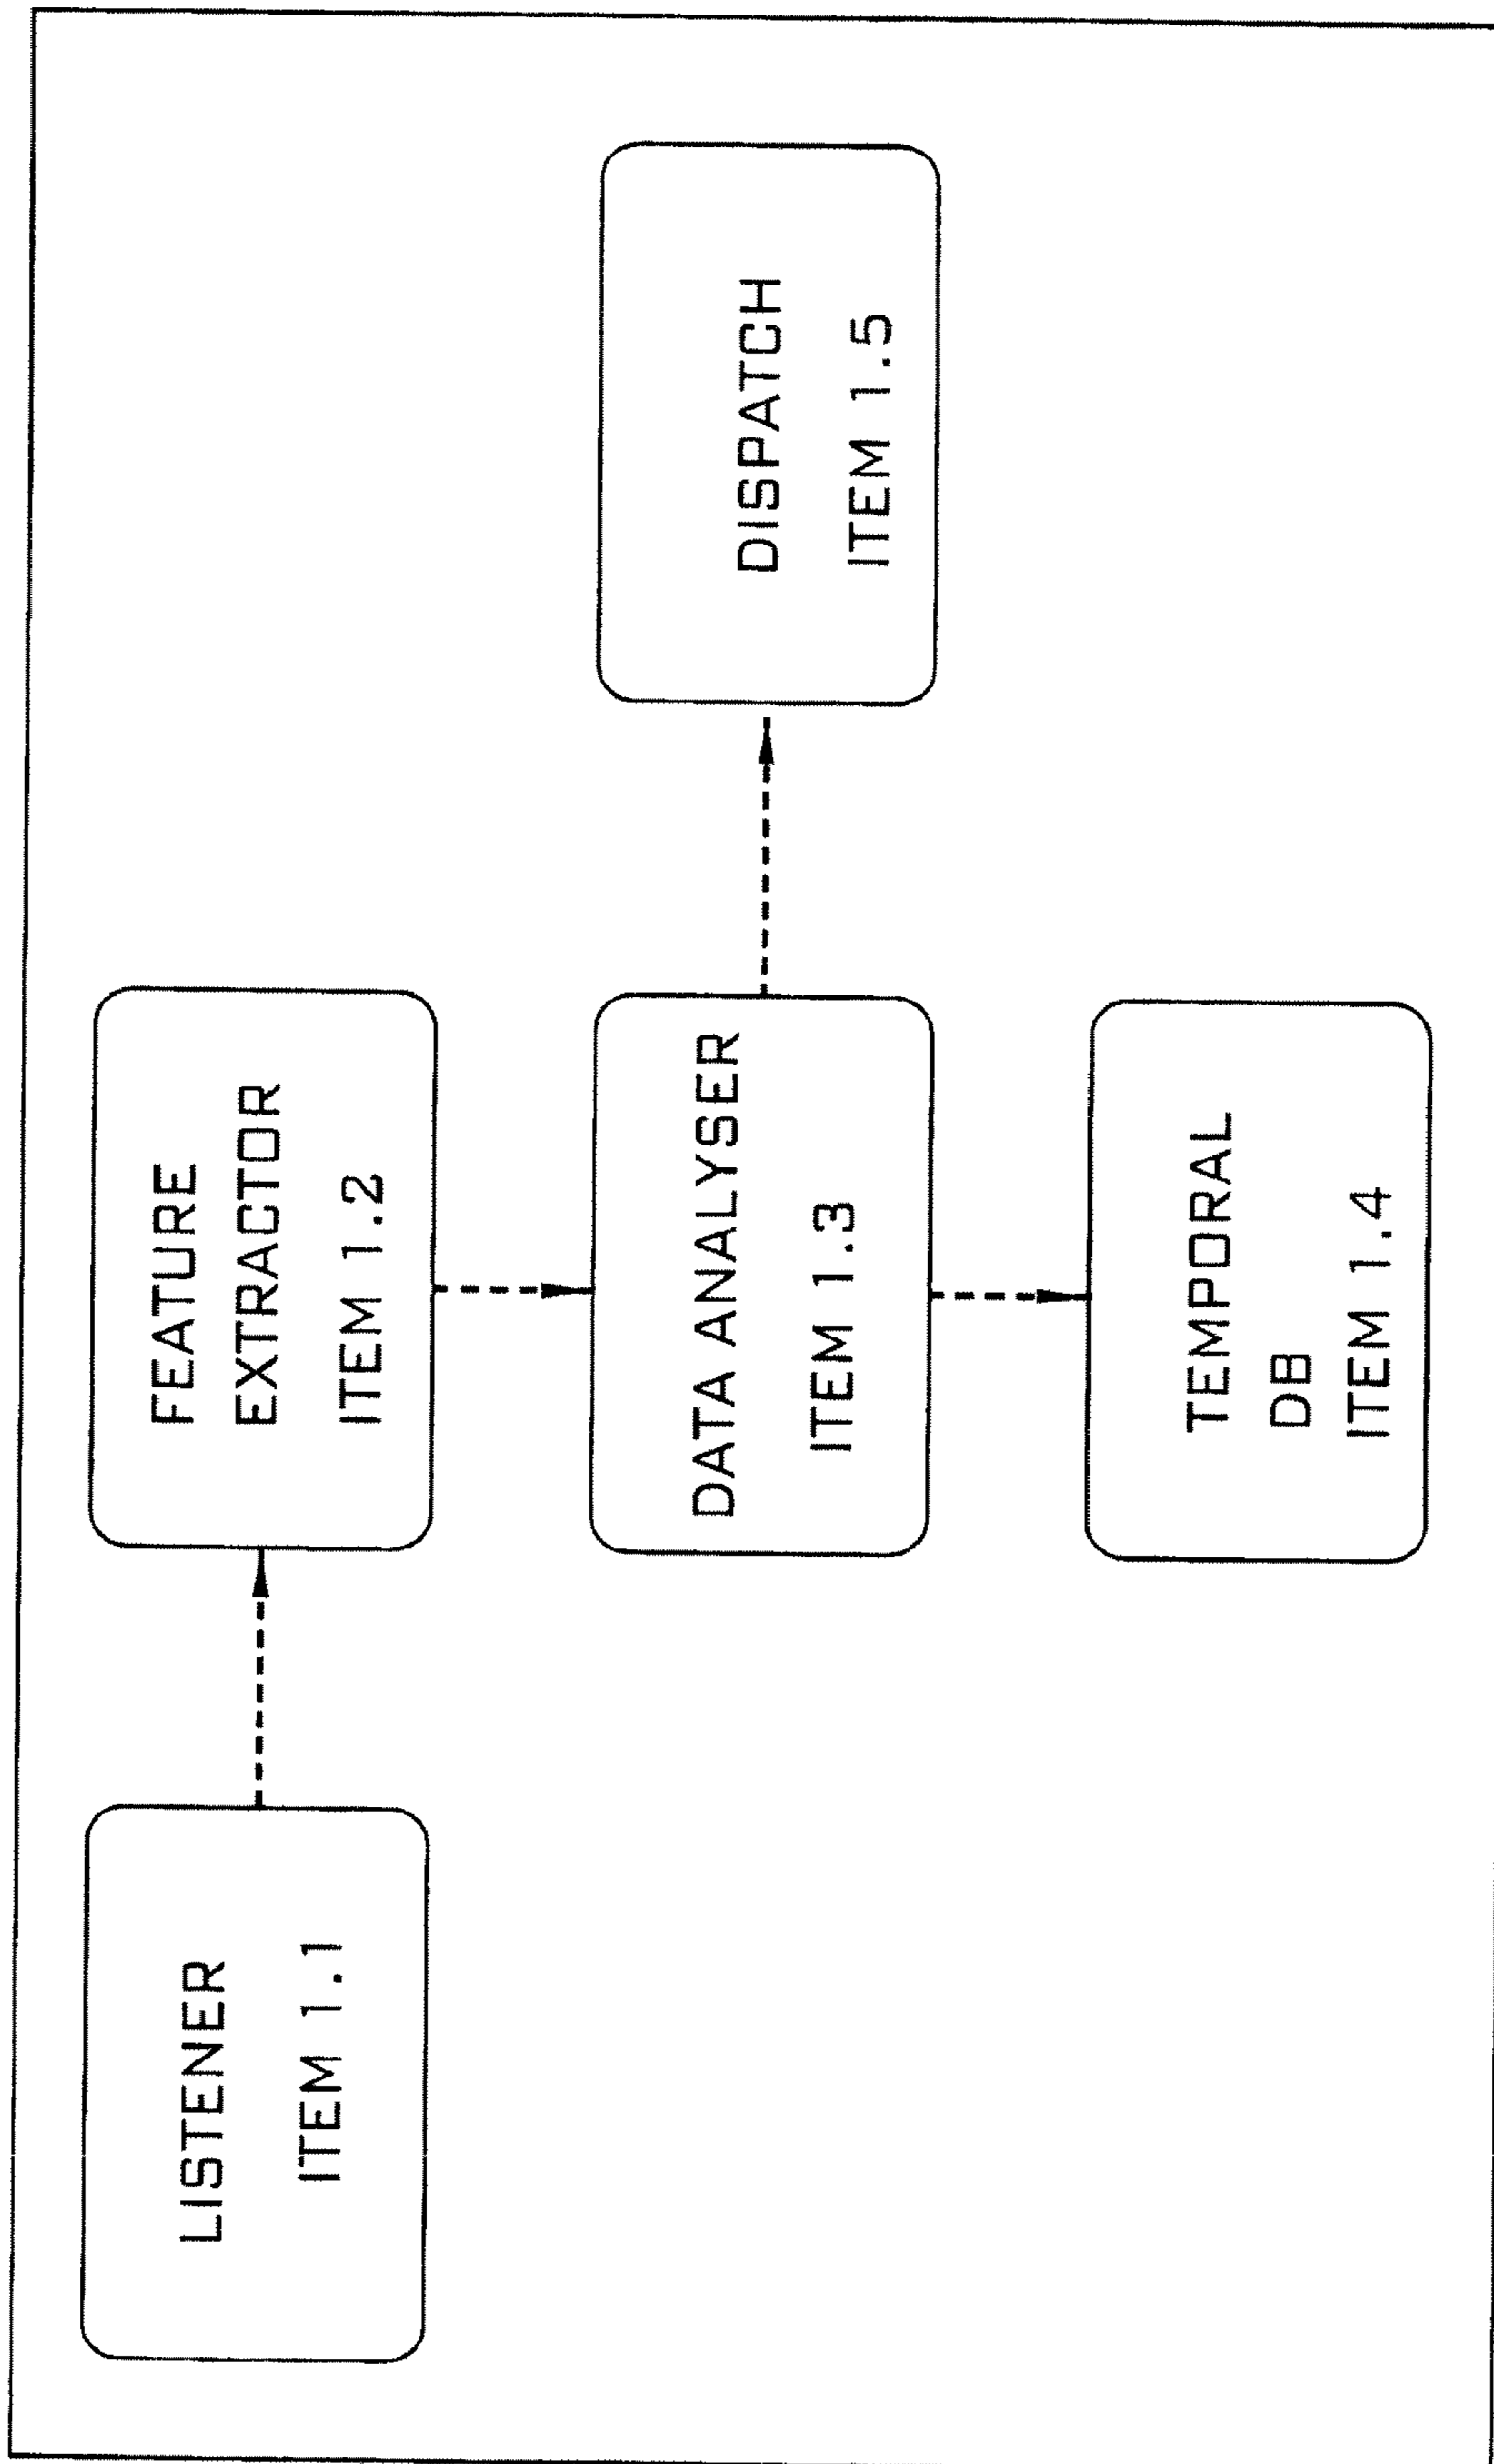 LISTENER
ITEM 1.1
FEATURE
EXTRACTOR
ITEM 1.2
DATA ANALYSER
ITEM 1.3
TEMPORAL
DB
ITEM 1.4
DISPATCH
ITEM 1.5